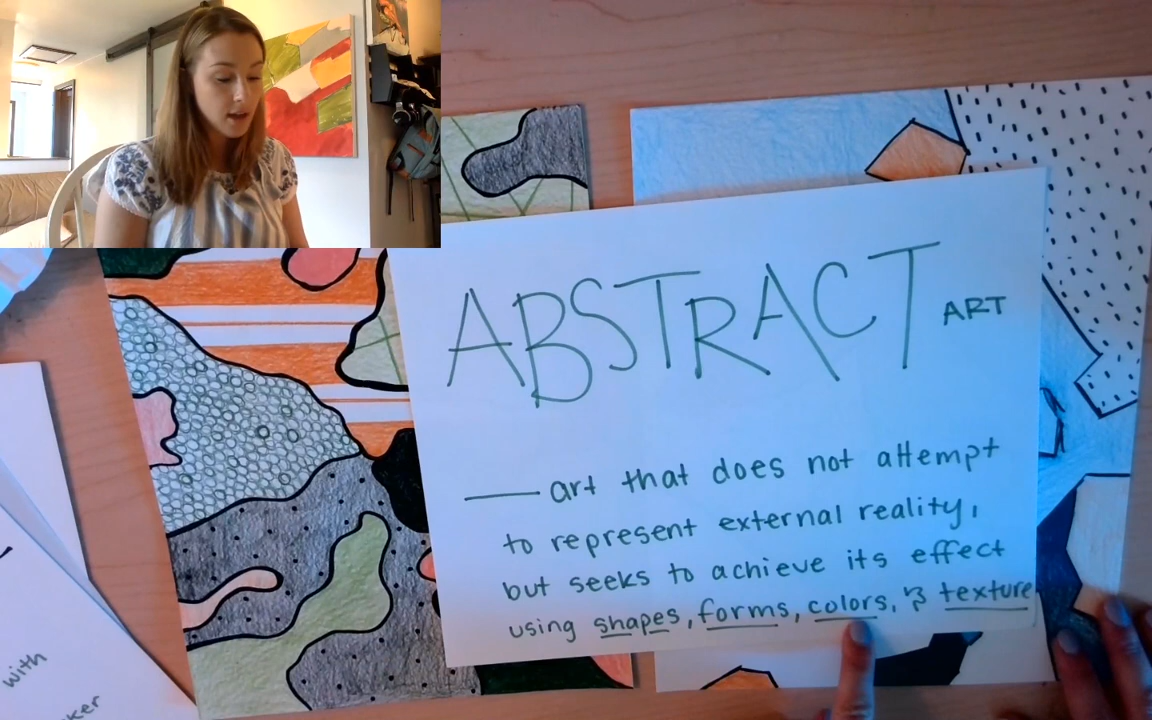 ABSTRACT ART
— art that does not attempt
to represent external reality,
but seeks to achieve its effect
using shapes, forms, colors, & texture
with